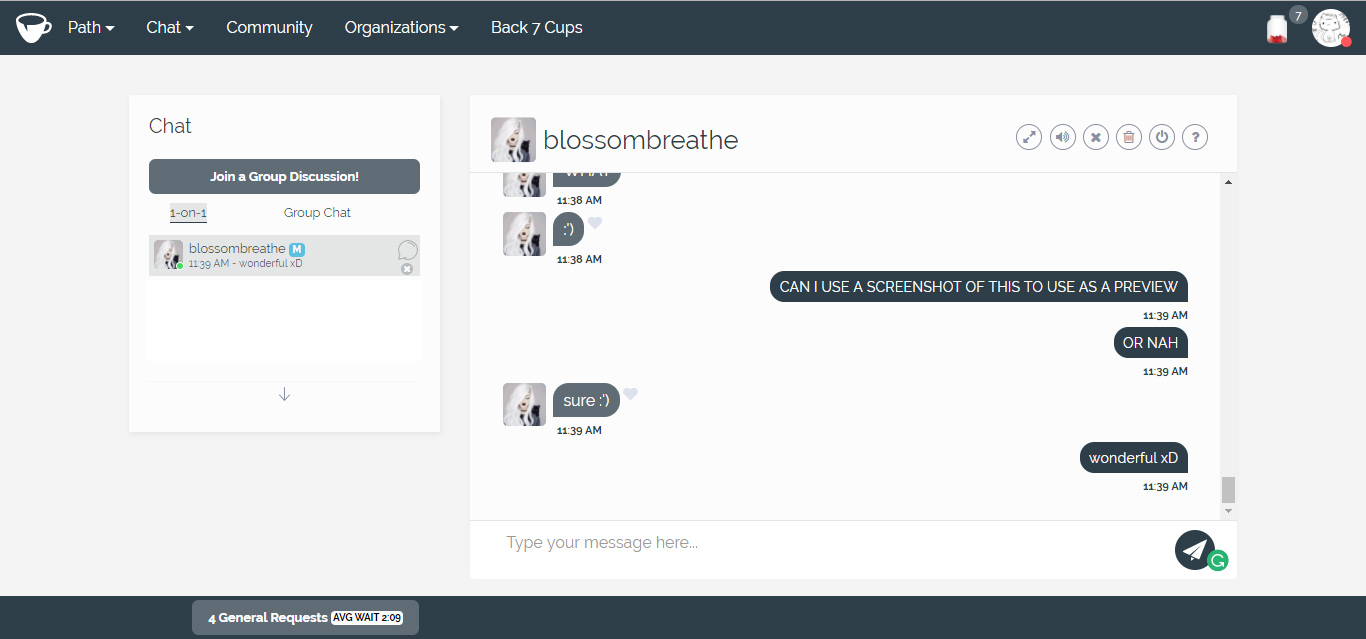 Path Chat Community Organizations Back 7 Cups 7
Chat
Join a Group Discussion!
1-on-1 Group Chat
blossombreathe M
11:39 AM - wonderful xD
blossombreathe
?
WHAT
11:38 AM
:')
11:38 AM
CAN I USE A SCREENSHOT OF THIS TO USE AS A PREVIEW
11:39 AM
OR NAH
11:39 AM
sure :')
11:39 AM
wonderful xD
11:39 AM
Type your message here...
G
4 General Requests AVG WAIT 2:09